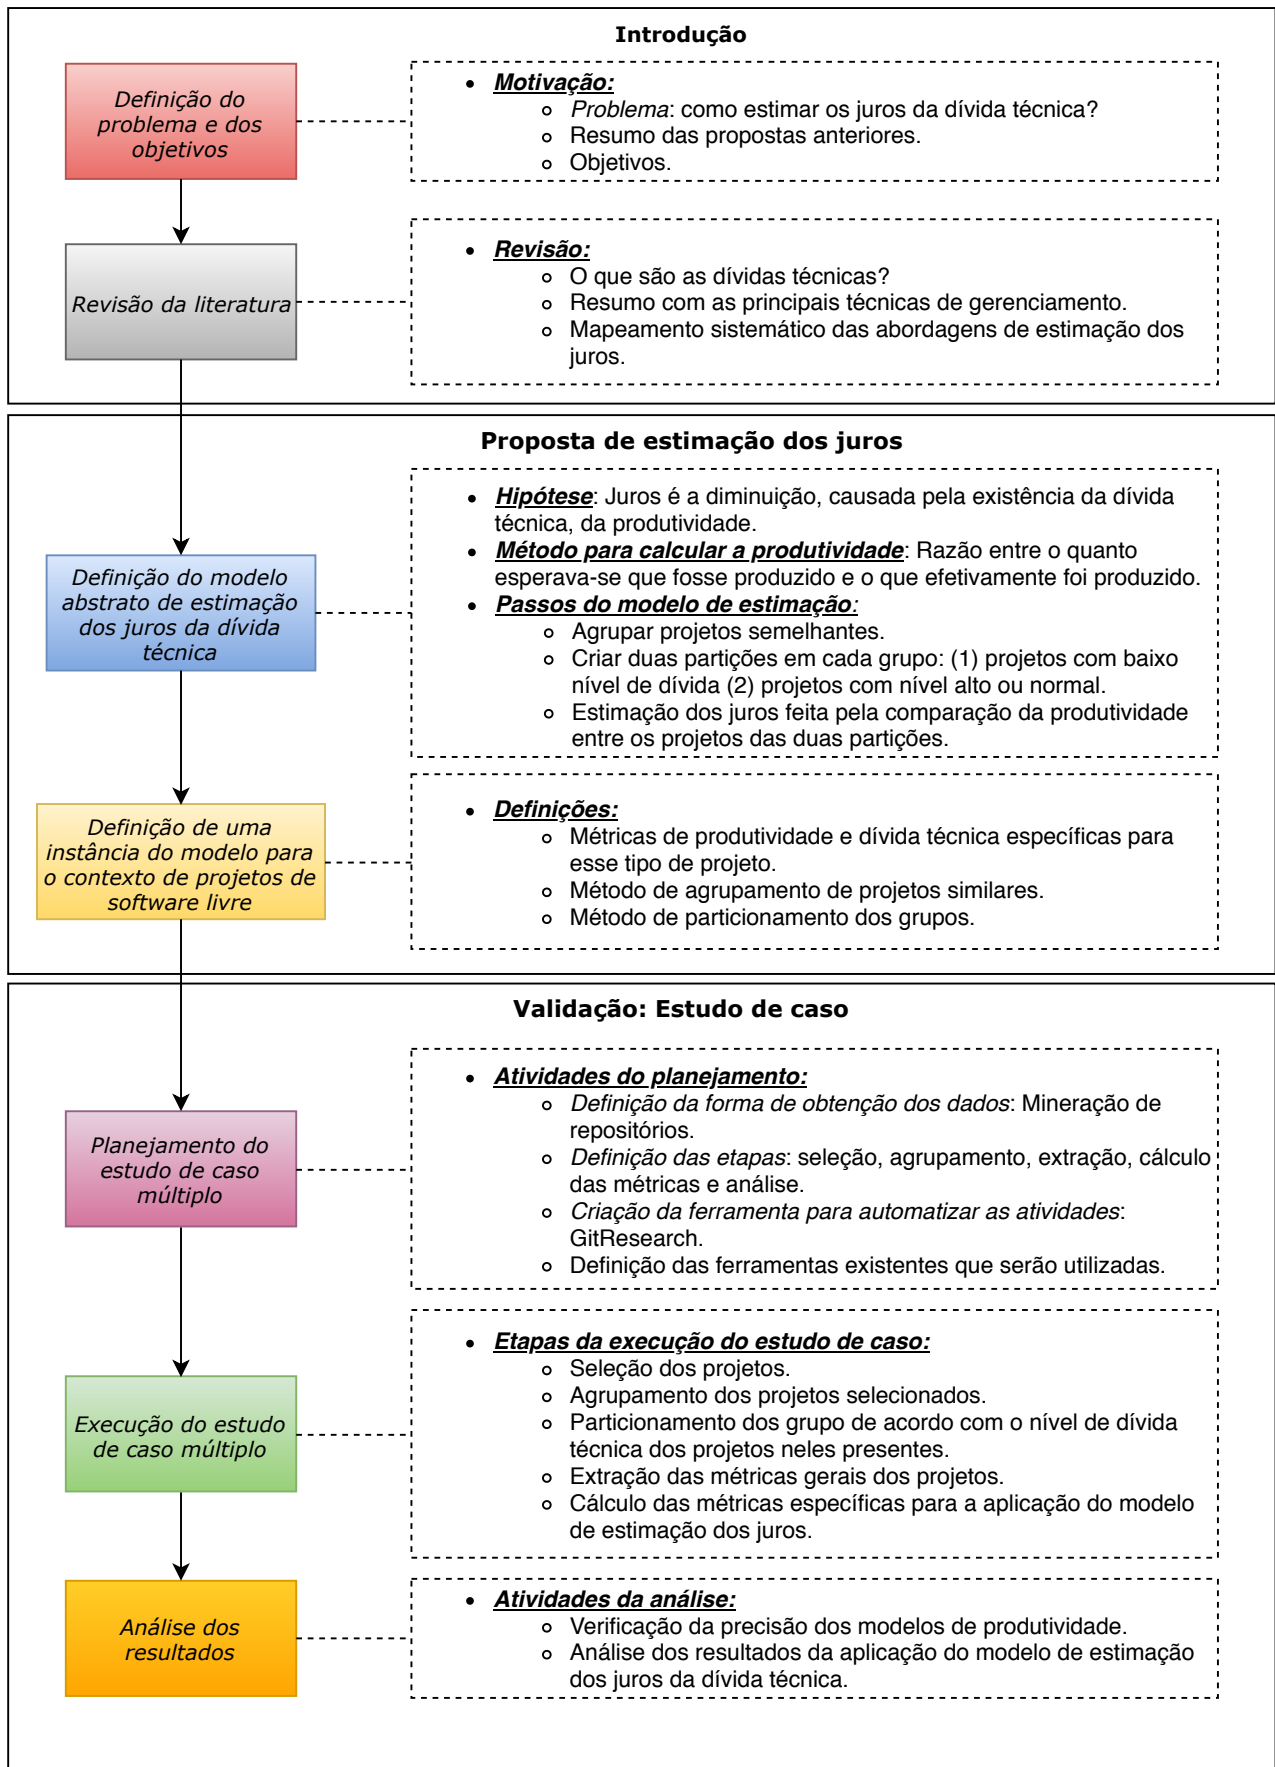 Introdução
Definição do
problema e dos
objetivos
• Motivação:
o Problema: como estimar os juros da dívida técnica?
o Resumo das propostas anteriores.
o Objetivos.
Revisão da literatura
• Revisão:
o O que são as dívidas técnicas?
o Resumo com as principais técnicas de gerenciamento.
o Mapeamento sistemático das abordagens de estimação dos
juros.
Proposta de estimação dos juros
Definição do modelo
abstrato de estimação
dos juros da dívida
técnica
• Hipótese: Juros é a diminuição, causada pela existência da dívida
técnica, da produtividade.
• Método para calcular a produtividade: Razão entre o quanto
esperava-se que fosse produzido e o que efetivamente foi produzido.
• Passos do modelo de estimação:
o Agrupar projetos semelhantes.
o Criar duas partições em cada grupo: (1) projetos com baixo
nível de dívida (2) projetos com nível alto ou normal.
o Estimação dos juros feita pela comparação da produtividade
entre os projetos das duas partições.
Definição de uma
instância do modelo para
o contexto de projetos de
software livre
• Definições:
o Métricas de produtividade e dívida técnica específicas para
esse tipo de projeto.
o Método de agrupamento de projetos similares.
o Método de particionamento dos grupos.
Validação: Estudo de caso
Planejamento do
estudo de caso
múltiplo
• Atividades do planejamento:
o Definição da forma de obtenção dos dados: Mineração de
repositórios.
o Definição das etapas: seleção, agrupamento, extração, cálculo
das métricas e análise.
o Criação da ferramenta para automatizar as atividades:
GitResearch.
o Definição das ferramentas existentes que serão utilizadas.
Execução do estudo
de caso múltiplo
• Etapas da execução do estudo de caso:
o Seleção dos projetos.
o Agrupamento dos projetos selecionados.
o Particionamento dos grupo de acordo com o nível de dívida
técnica dos projetos neles presentes.
o Extração das métricas gerais dos projetos.
o Cálculo das métricas específicas para a aplicação do modelo
de estimação dos juros.
Análise dos
resultados
• Atividades da análise:
o Verificação da precisão dos modelos de produtividade.
o Análise dos resultados da aplicação do modelo de estimação
dos juros da dívida técnica.